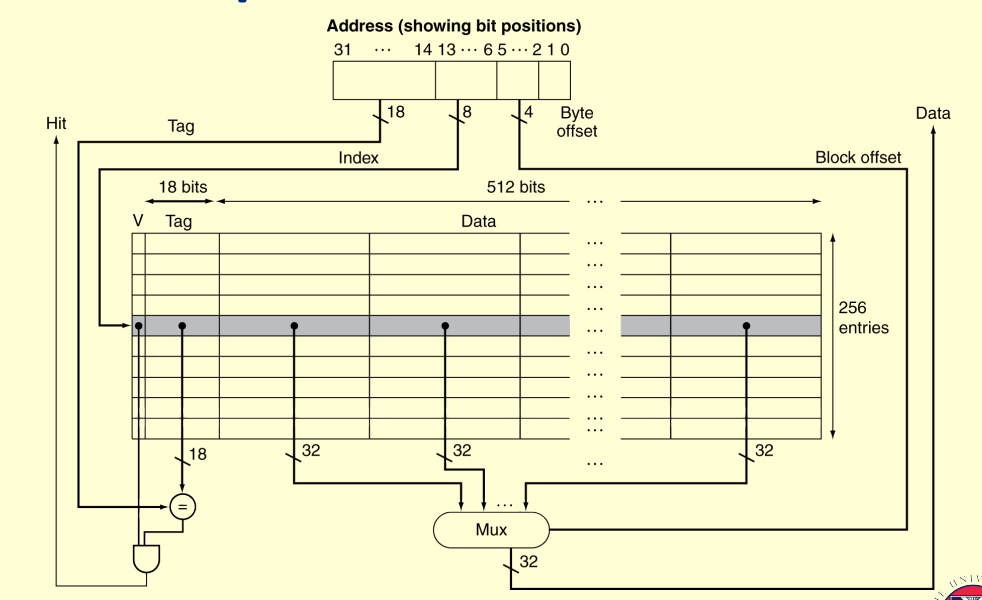 Address (showing bit positions)
31 ... 14 13 ... 6 5 ... 2 1 0
18 8 4 Byte offset
Hit
Data
Tag
Index
Block offset
18 bits
512 bits
...
V Tag Data
...
...
...
...
...
...
...
...
...
...
256 entries
18 32 32 ... 32
=
...
Mux
32
UNIV